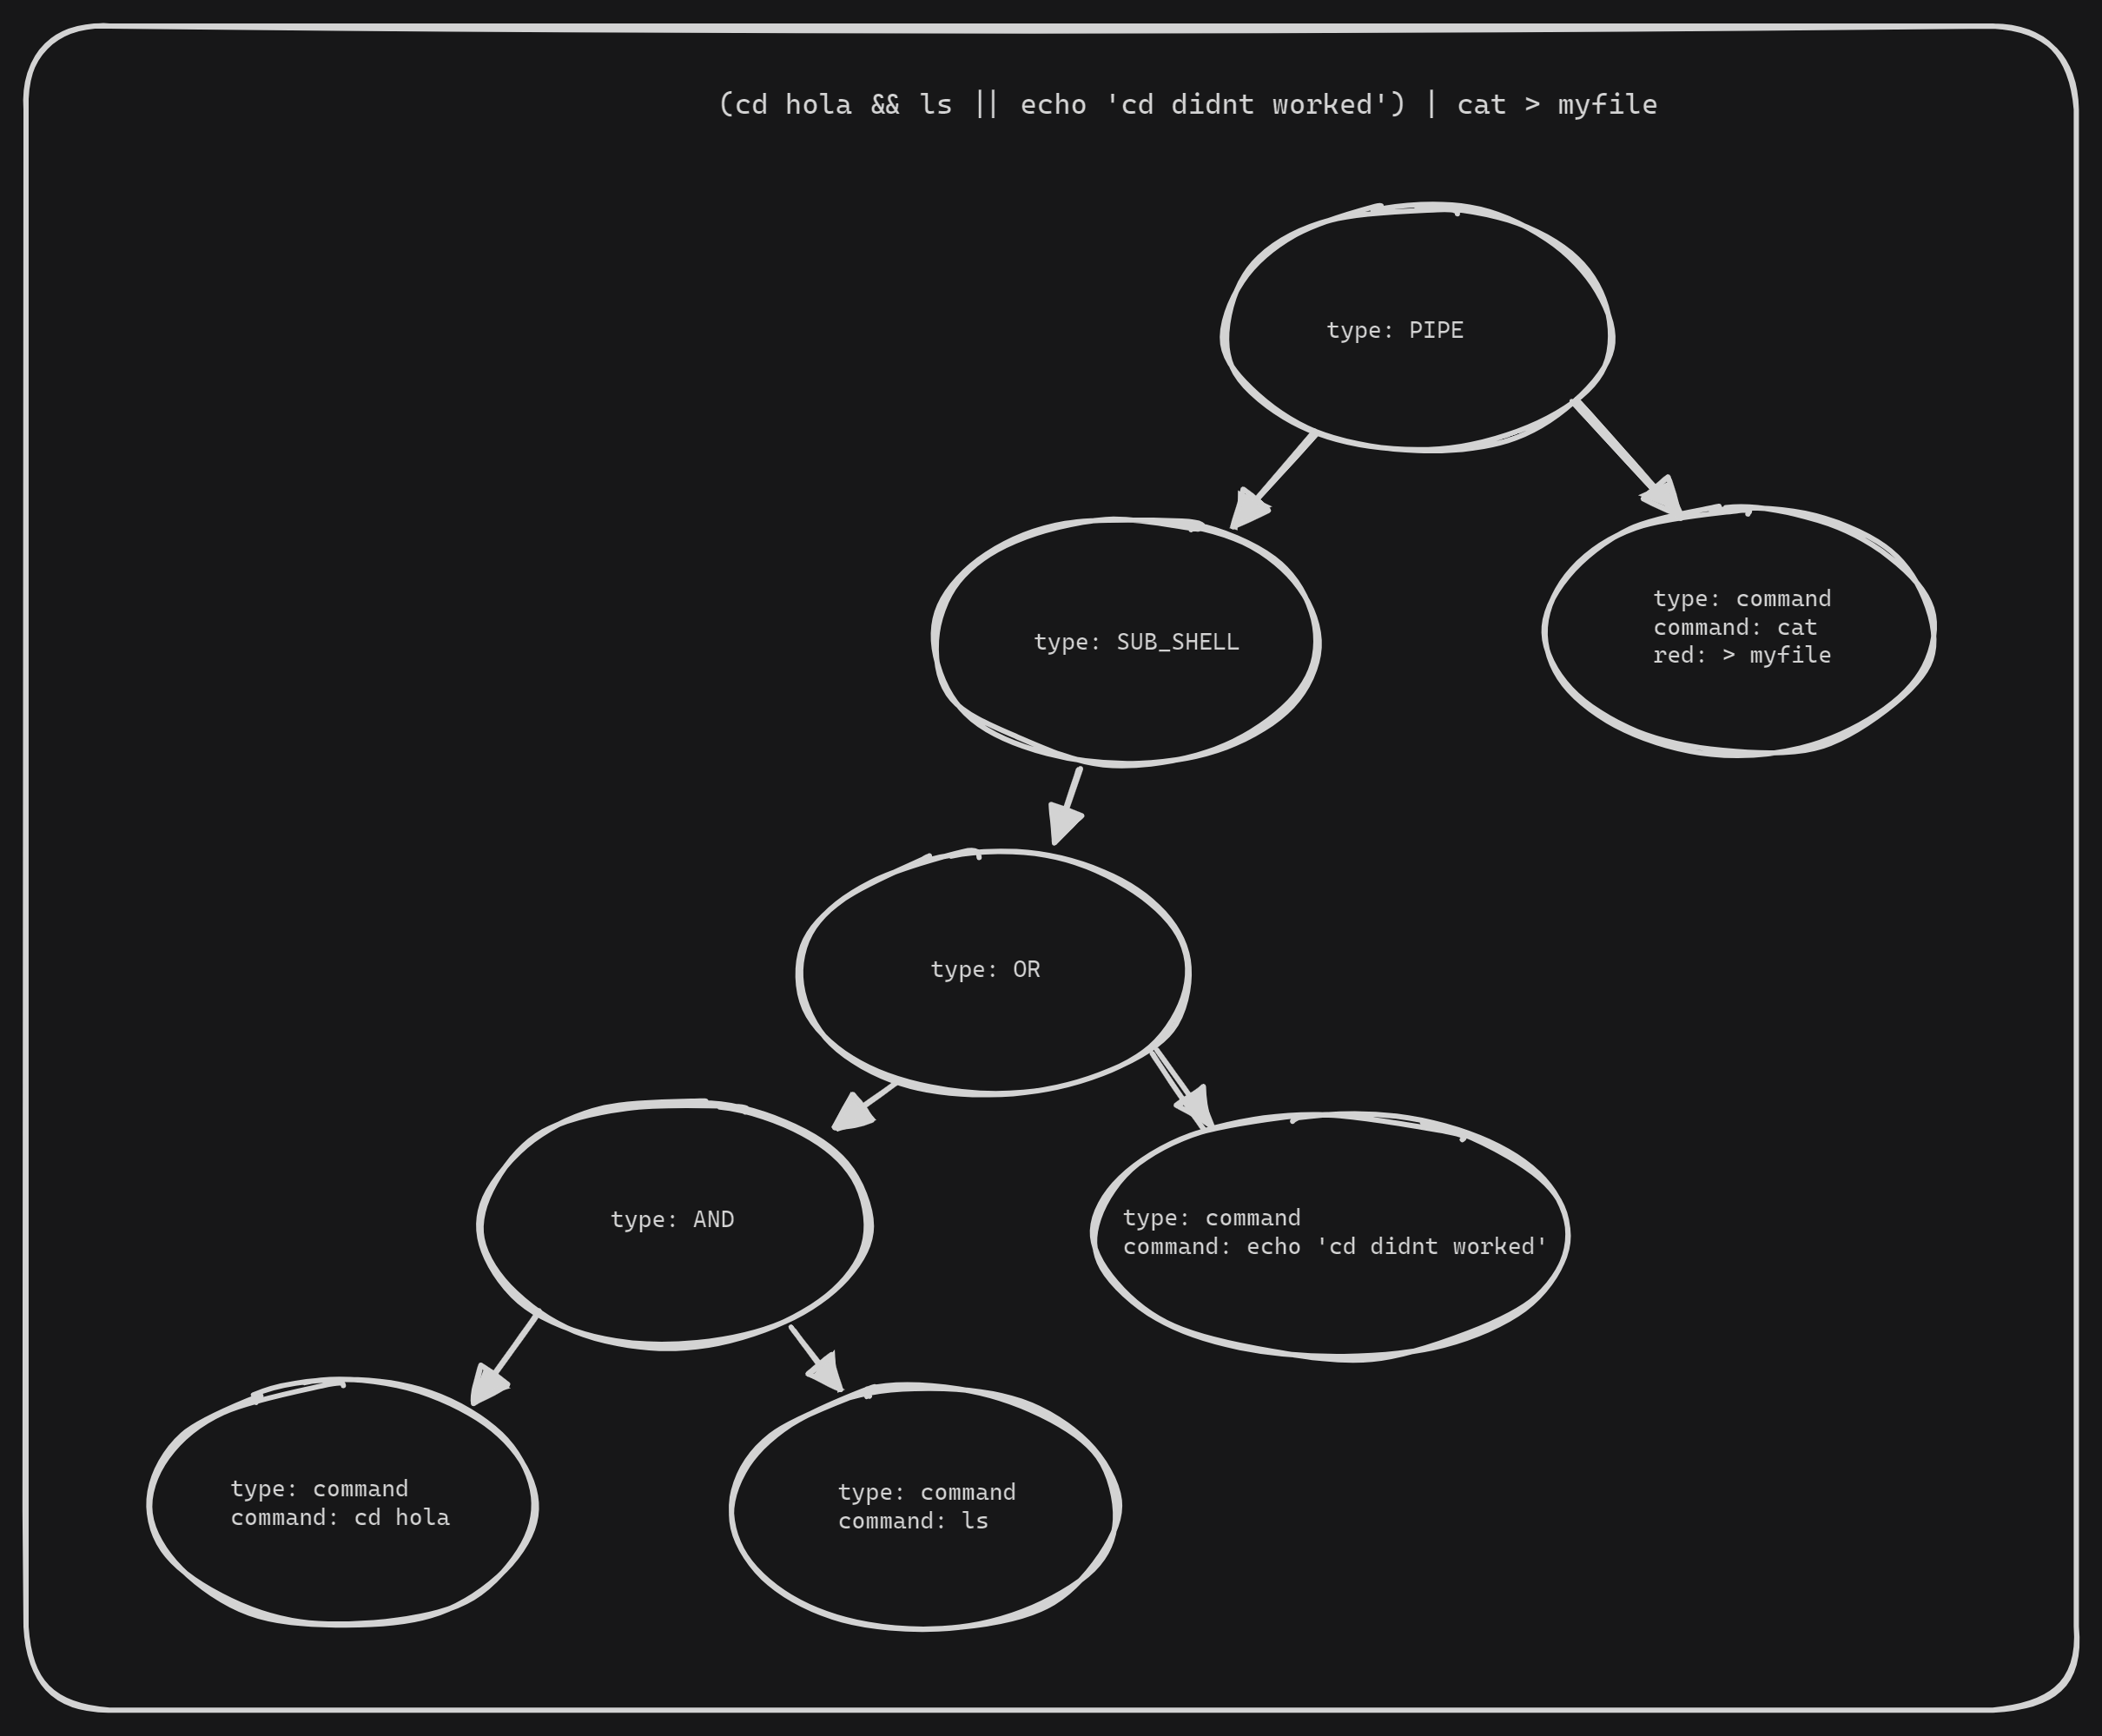 (cd hola && ls || echo 'cd didnt worked') | cat > myfile
type: PIPE
type: SUB_SHELL
type: command
command: cat
red: > myfile
type: OR
type: AND
type: command
command: echo 'cd didnt worked'
type: command
command: cd hola
type: command
command: ls